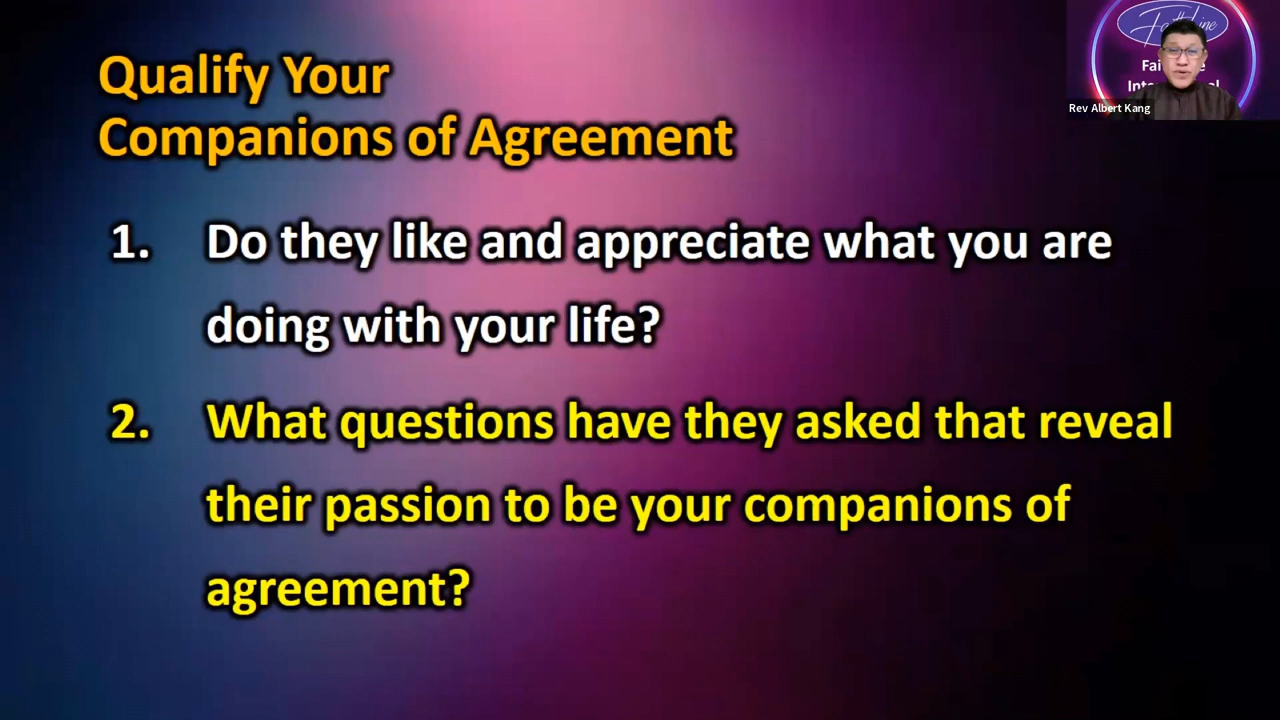 Qualify Your
Companions of Agreement
1. Do they like and appreciate what you are
doing with your life?
2. What questions have they asked that reveal
their passion to be your companions of
agreement?
Rev Albert Kang